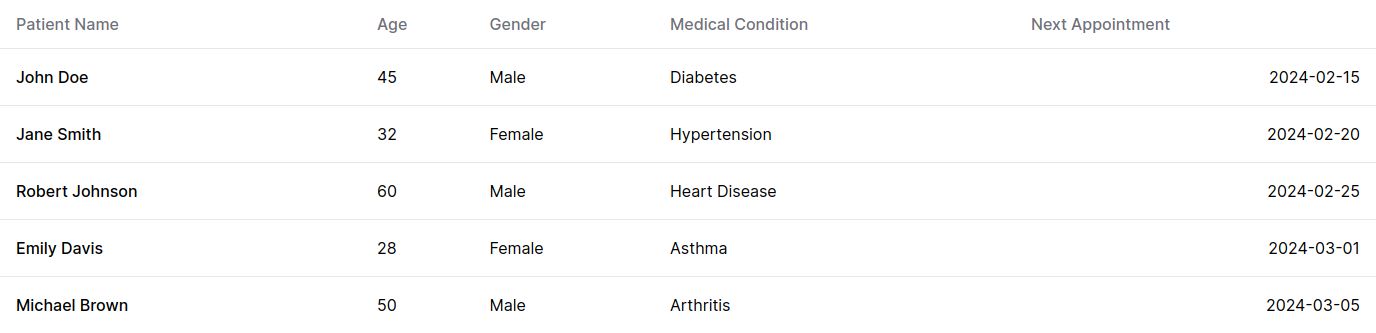 Patient Name Age Gender Medical Condition Next Appointment
John Doe 45 Male Diabetes 2024-02-15
Jane Smith 32 Female Hypertension 2024-02-20
Robert Johnson 60 Male Heart Disease 2024-02-25
Emily Davis 28 Female Asthma 2024-03-01
Michael Brown 50 Male Arthritis 2024-03-05